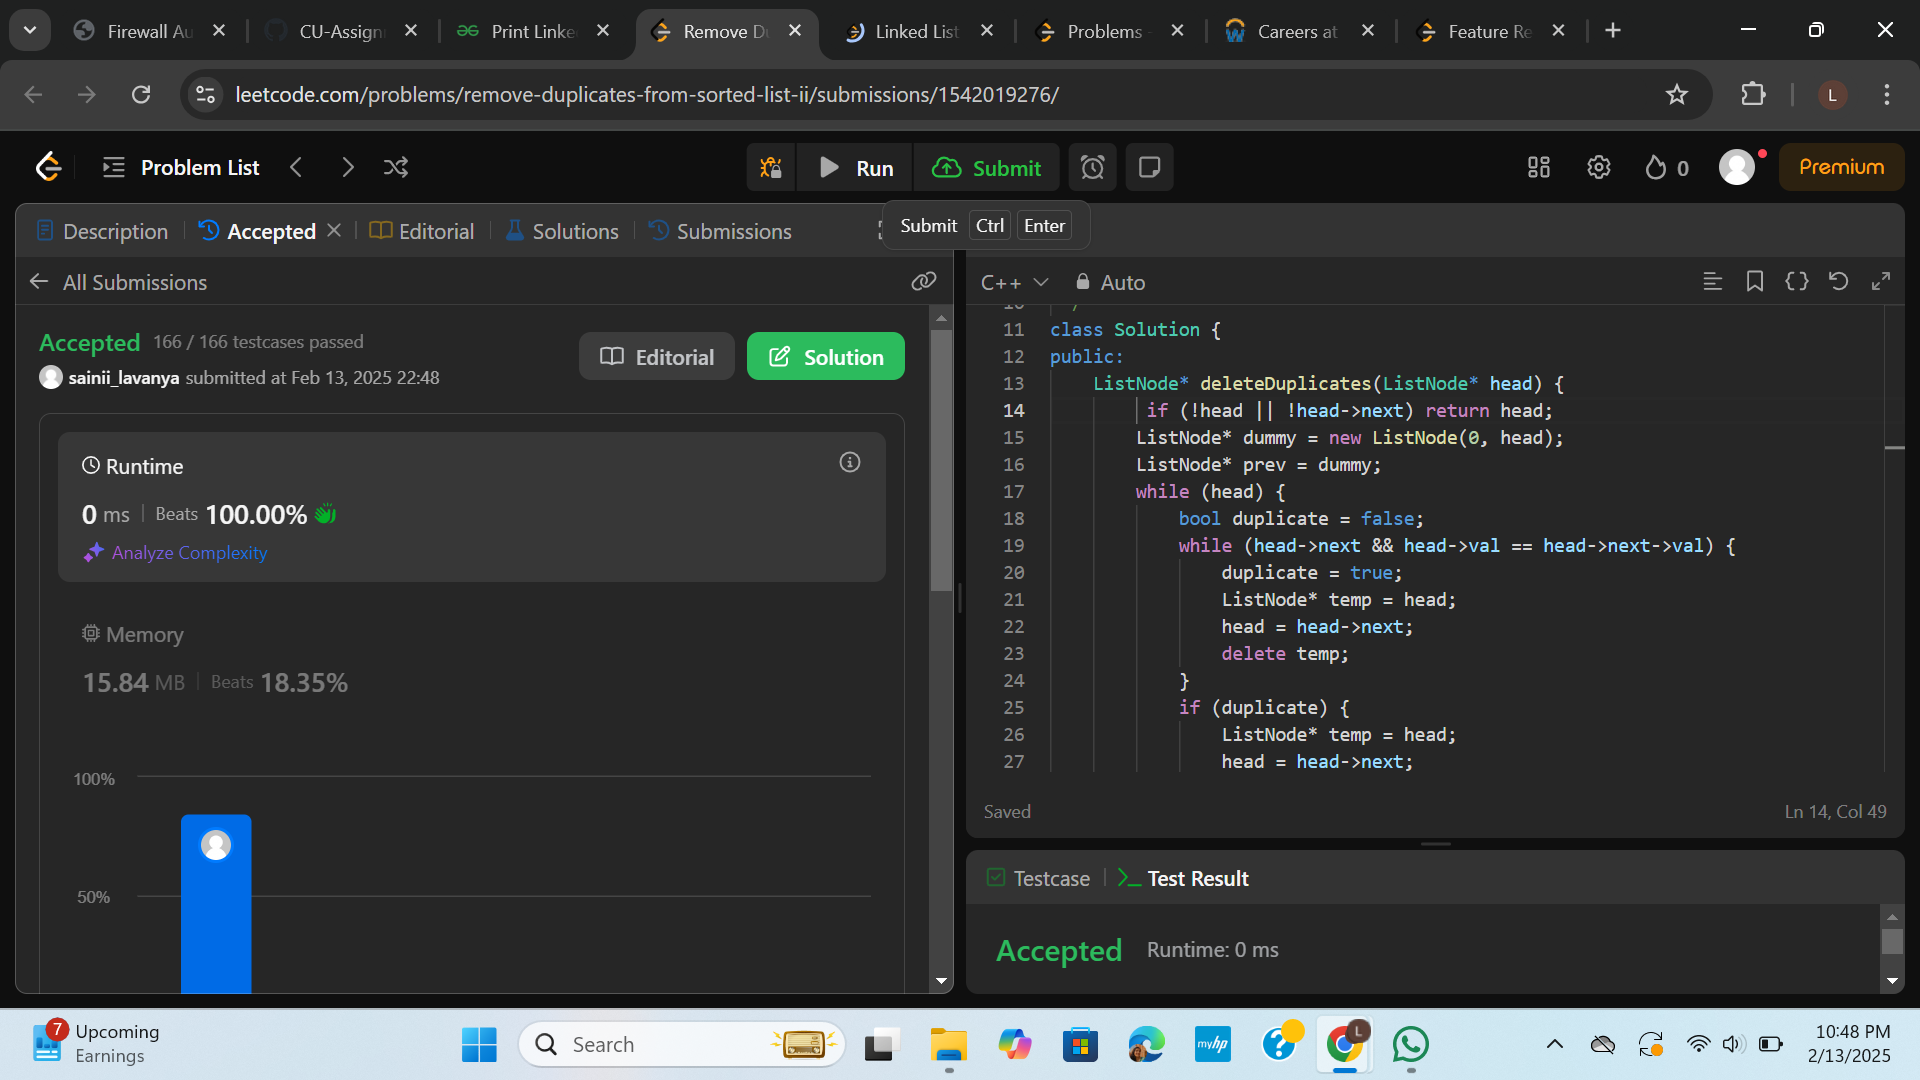 Firewall Au
CU-Assign
Print Linke
Remove Du
Linked List
Problems -
Careers at
Feature Re
leetcode.com/problems/remove-duplicates-from-sorted-list-ii/submissions/1542019276/
L
Problem List
Run
Submit
0
Premium
Description
Accepted
Editorial
Solutions
Submissions
Submit Ctrl Enter
All Submissions
Accepted 166 / 166 testcases passed
sainii_lavanya submitted at Feb 13, 2025 22:48
Editorial
Solution
Runtime
0 ms Beats 100.00%
Analyze Complexity
Memory
15.84 MB Beats 18.35%
100%
50%
C++ Auto
10 */
11 class Solution {
12 public:
13 ListNode* deleteDuplicates(ListNode* head) {
14 if (!head || !head->next) return head;
15 ListNode* dummy = new ListNode(0, head);
16 ListNode* prev = dummy;
17 while (head) {
18 bool duplicate = false;
19 while (head->next && head->val == head->next->val) {
20 duplicate = true;
21 ListNode* temp = head;
22 head = head->next;
23 delete temp;
24 }
25 if (duplicate) {
26 ListNode* temp = head;
27 head = head->next;
Saved
Ln 14, Col 49
Testcase
Test Result
Accepted Runtime: 0 ms
7
Upcoming
Earnings
Search
myhp
L
10:48 PM
2/13/2025